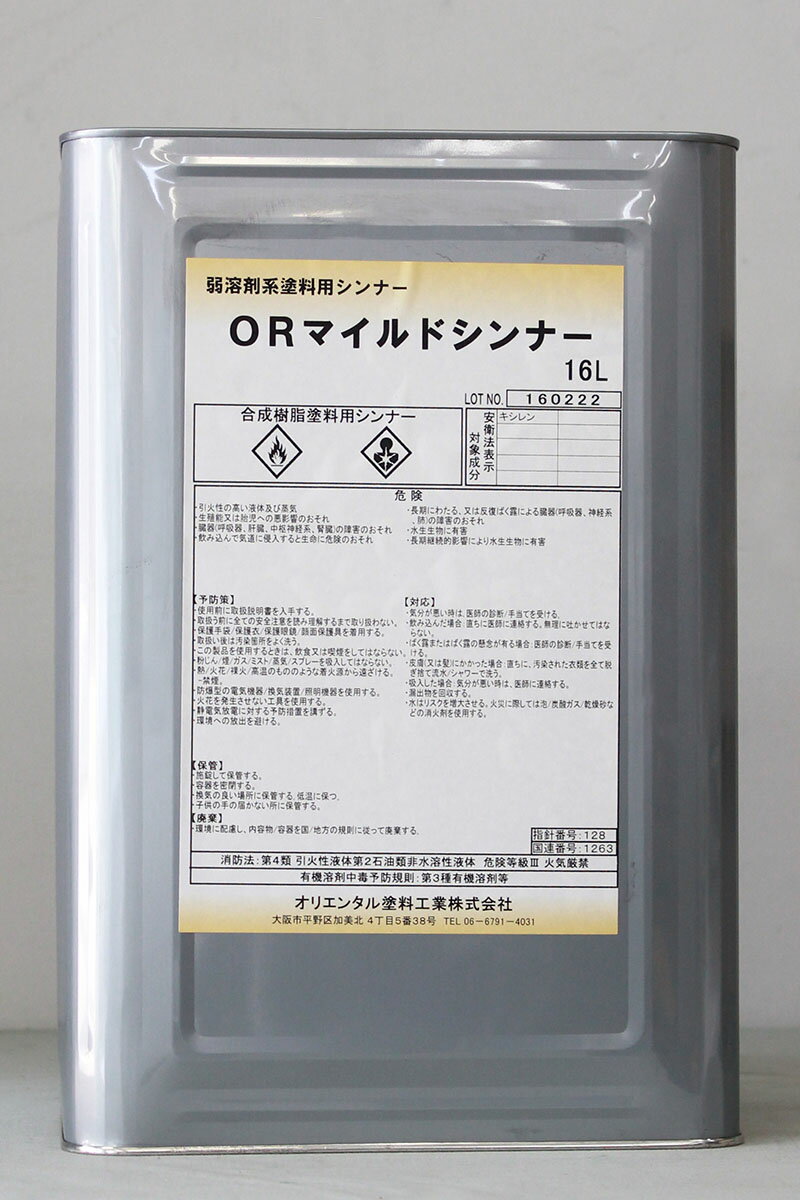 弱溶剤系塗料用シンナー
ORマイルドシンナー
16L
LOT NO. 160222
合成樹脂塗料用シンナー
安衛法表示
対象成分
キシレン
危険
・引火性の高い液体及び蒸気
・生殖能又は胎児への悪影響のおそれ
・臓器(呼吸器、肝臓、中枢神経系、腎臓)の障害のおそれ
・飲み込んで気道に侵入すると生命に危険のおそれ
・長期にわたる、又は反復ばく露による臓器(呼吸器、神経系
、肺)の障害のおそれ
・水生生物に有害
・長期継続的影響により水生生物に有害
【予防策】
・使用前に取扱説明書を入手する。
・取扱う前に全ての安全注意を読み理解するまで取り扱わない。
・保護手袋/保護衣/保護眼鏡/顔面保護具を着用する。
・取扱い後は汚染箇所をよく洗う。
・この製品を使用するときは、飲食又は喫煙をしてはならない。
・粉じん/煙/ガス/ミスト/蒸気/スプレーを吸入してはならない。
・熱/火花/裸火/高温のもののような着火源から遠ざける。
−禁煙。
・防爆型の電気機器/換気装置/照明機器を使用する。
・火花を発生させない工具を使用する。
・静電気放電に対する予防措置を講ずる。
・環境への放出を避ける。
【対応】
・気分が悪い時は、医師の診断/手当てを受ける。
・飲み込んだ場合:直ちに医師に連絡する。無理に吐かせてはな
らない。
・ばく露またはばく露の懸念が有る場合:医師の診断/手当てを受
ける。
・皮膚(又は髪)にかかった場合:直ちに、汚染された衣類を全て脱
ぎ捨て流水/シャワーで洗う。
・吸入した場合:気分が悪い時は、医師に連絡する。
・漏出物を回収する。
・水はリスクを増大させる。火災に際しては泡/炭酸ガス/乾燥砂な
どの消火剤を使用する。
【保管】
・施錠して保管する。
・容器を密閉する。
・換気の良い場所に保管する。低温に保つ。
・子供の手の届かない所に保管する。
【廃棄】
・環境に配慮し、内容物/容器を国/地方の規則に従って廃棄する。
指針番号:128
国連番号:1263
消防法:第4類 引火性液体第2石油類非水溶性液体 危険等級Ⅲ 火気厳禁
有機溶剤中毒予防規則:第3種有機溶剤等
オリエンタル塗料工業株式会社
大阪市平野区加美北 4丁目5番38号 TEL 06−6791−4031